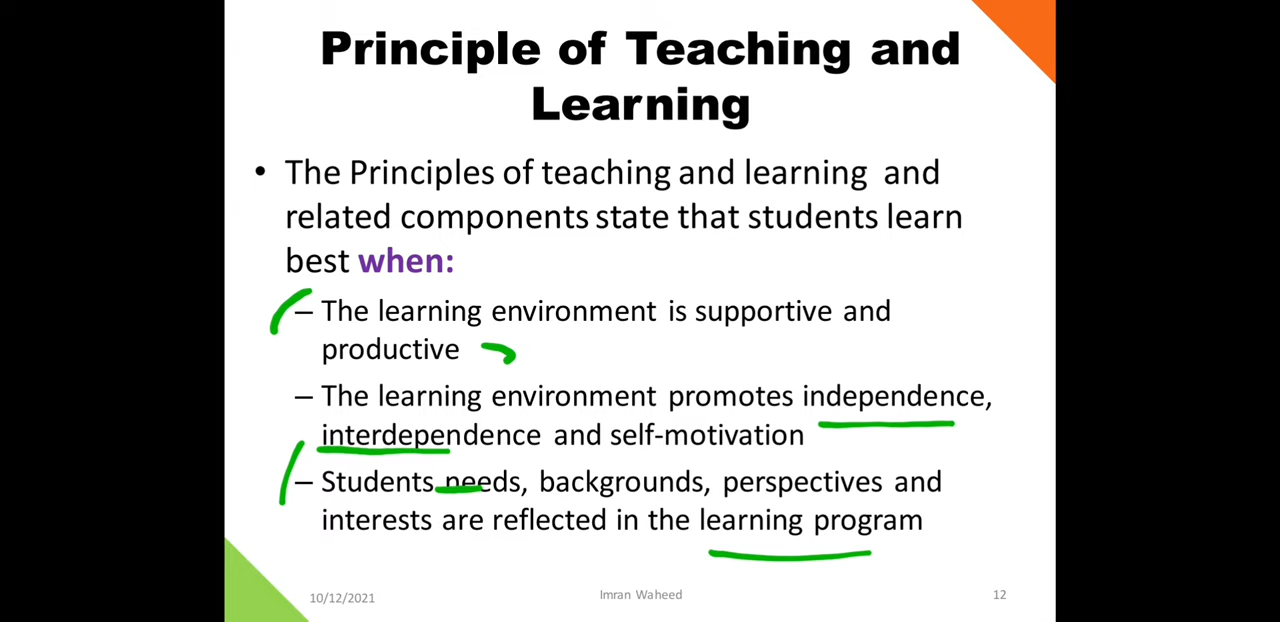 Principle of Teaching and
Learning
• The Principles of teaching and learning and
related components state that students learn
best when:
– The learning environment is supportive and
productive
– The learning environment promotes independence,
interdependence and self-motivation
– Students needs, backgrounds, perspectives and
interests are reflected in the learning program
10/12/2021
Imran Waheed
12